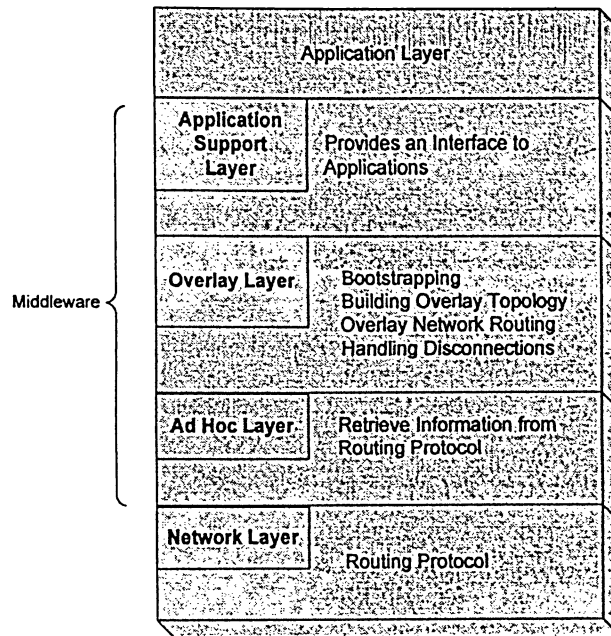 Application Layer
Middleware
Application
Support
Layer
Provides an Interface to
Applications
Overlay Layer
Bootstrapping
Building Overlay Topology
Overlay Network Routing
Handling Disconnections
Ad Hoc Layer
Retrieve Information from
Routing Protocol
Network Layer
Routing Protocol